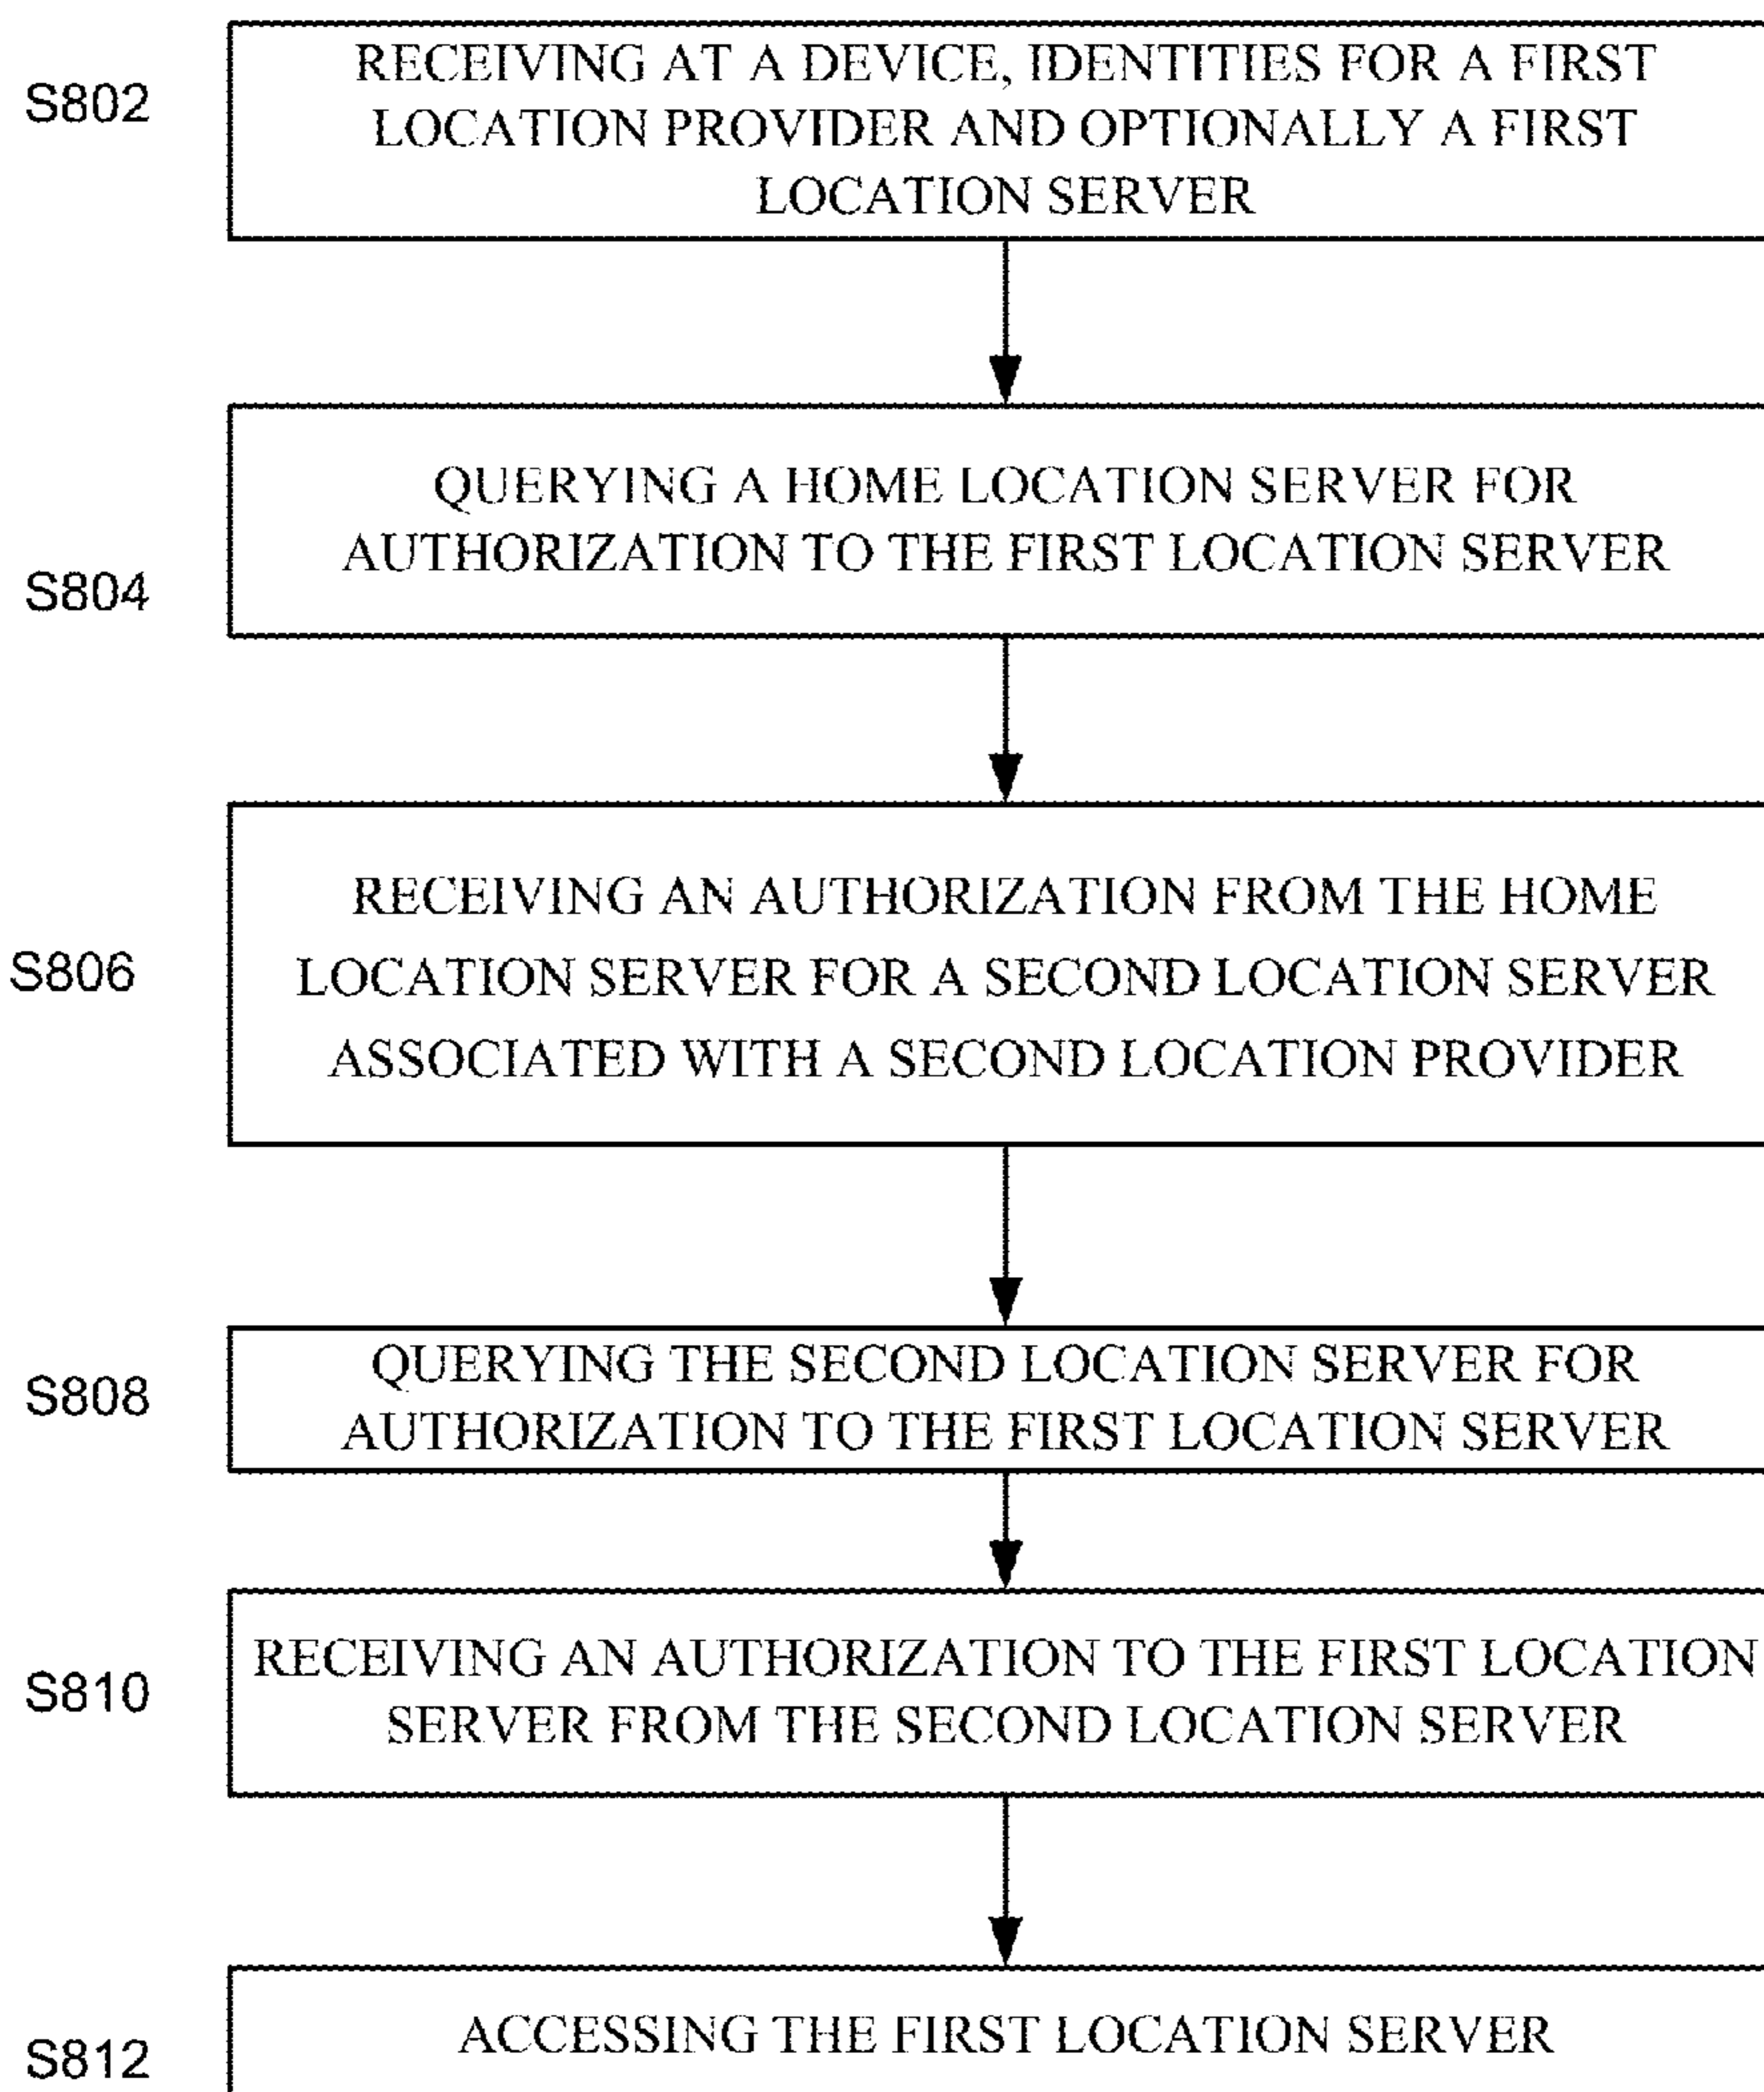 S802
RECEIVING AT A DEVICE, IDENTITIES FOR A FIRST
LOCATION PROVIDER AND OPTIONALLY A FIRST
LOCATION SERVER
S804
QUERYING A HOME LOCATION SERVER FOR
AUTHORIZATION TO THE FIRST LOCATION SERVER
S806
RECEIVING AN AUTHORIZATION FROM THE HOME
LOCATION SERVER FOR A SECOND LOCATION SERVER
ASSOCIATED WITH A SECOND LOCATION PROVIDER
S808
QUERYING THE SECOND LOCATION SERVER FOR
AUTHORIZATION TO THE FIRST LOCATION SERVER
S810
RECEIVING AN AUTHORIZATION TO THE FIRST LOCATION
SERVER FROM THE SECOND LOCATION SERVER
S812
ACCESSING THE FIRST LOCATION SERVER